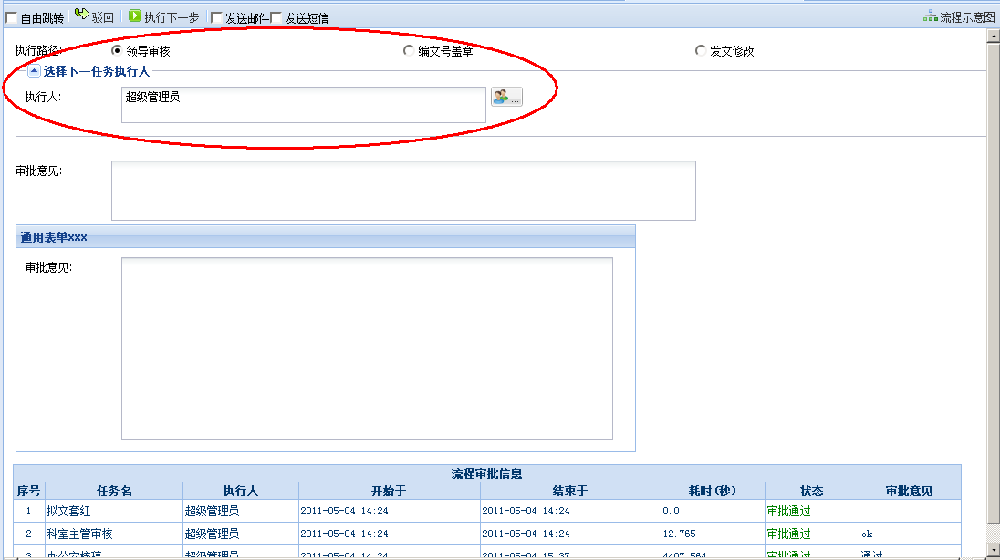 自由跳转 驳回 执行下一步 发送邮件 发送短信 流程示意图
执行路径: 领导审核 编文号盖章 发文修改
选择下一任务执行人
执行人: 超级管理员 ...
审批意见:
通用表单xxx
审批意见:
流程审批信息
序号 任务名 执行人 开始于 结束于 耗时(秒) 状态 审批意见
1 拟文套红 超级管理员 2011-05-04 14:24 2011-05-04 14:24 0.0 审批通过
2 科室主管审核 超级管理员 2011-05-04 14:24 2011-05-04 14:24 12.765 审批通过 ok
3 办公室核稿 超级管理员 2011-05-04 14:24 2011-05-04 15:37 4407.564 审批通过 通过